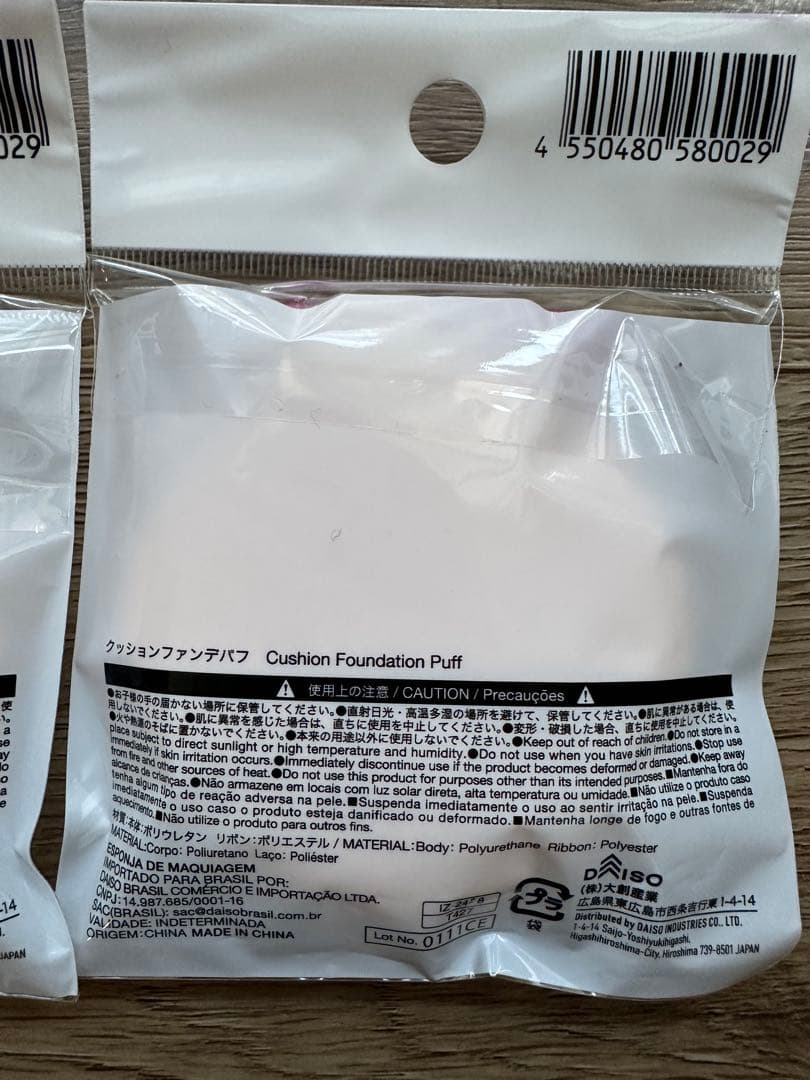 029
4 550480 580029
クッションファンデパフ Cushion Foundation Puff
使用上の注意 / CAUTION / Precauções
●お子様の手の届かない場所に保管してください。●直射日光・高温多湿の場所を避けて、保管してください。●肌に異常がある場合は、使
用しないでください。●肌に異常を感じた場合は、直ちに使用を中止してください。●変形・破損した場合、直ちに使用を中止してください。
●火や熱源のそばに置かないでください。●本来の用途以外に使用しないでください。●Keep out of reach of children.●Do not store in a
place subject to direct sunlight or high temperature and humidity.●Do not use when you have skin irritations.●Stop use
immediately if skin irritation occurs.●Immediately discontinue use if the product becomes deformed or damaged.●Keep away
from fire and other sources of heat.●Do not use this product for purposes other than its intended purposes.■Mantenha fora do
alcance de crianças.■Não armazene em locais com luz solar direta, alta temperatura ou umidade.■Não utilize o produto caso
tenha algum tipo de reação adversa na pele.■Suspenda imediatamente o uso ao sentir irritação na pele.■Suspenda
imediatamente o uso caso o produto esteja danificado ou deformado.■Mantenha longe de fogo e outras fontes de
aquecimento.■Não utilize o produto para outros fins.
材質:本体:ポリウレタン リボン:ポリエステル / MATERIAL:Body: Polyurethane Ribbon: Polyester
MATERIAL:Corpo: Poliuretano Laço: Poliéster
ESPONJA DE MAQUIAGEM
IMPORTADO PARA BRASIL POR:
DAISO BRASIL COMÉRCIO E IMPORTAÇÃO LTDA.
CNPJ:14.987.685/0001-16
SAC(BRASIL): sac@daisobrasil.com.br
VALIDADE: INDETERMINADA
ORIGEM:CHINA MADE IN CHINA
1427
Lot No. 0111CE
プラ
袋
DAISO
(株)大創産業
広島県東広島市西条吉行東1-4-14
Distributed by DAISO INDUSTRIES CO., LTD.
1-4-14 Saijo-Yoshiyukihigashi,
Higashihiroshima-City, Hiroshima 739-8501 JAPAN
-14
JAPAN